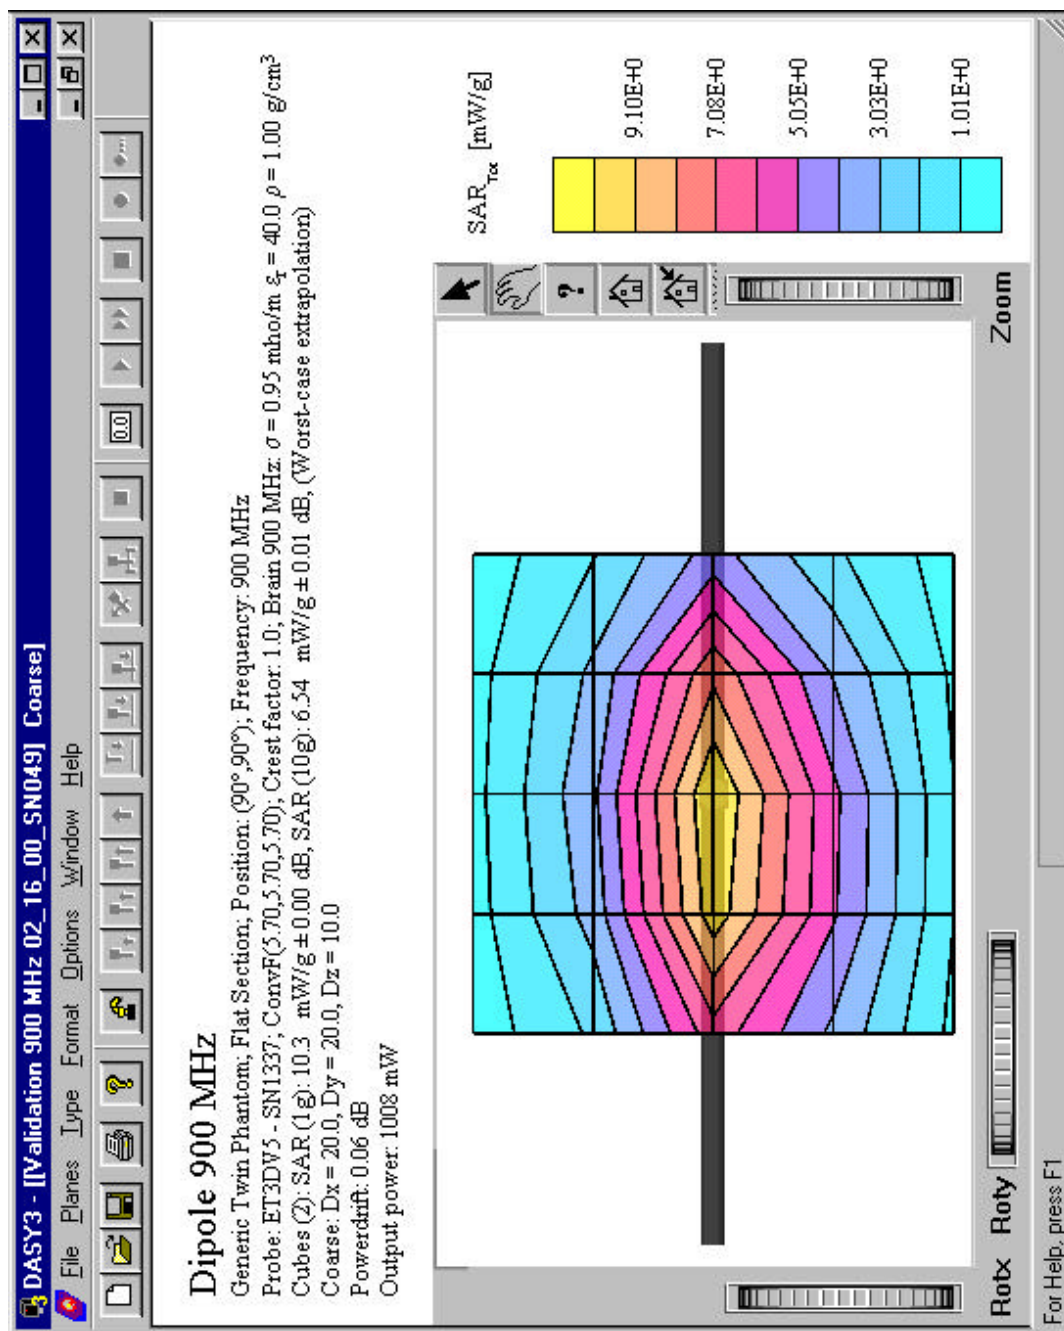 DASY3 - [[Validation 900 MHz 02_16_00_SN049]  Coarse]
File Planes Type Format Options Window Help
0.0
Dipole 900 MHz
Generic Twin Phantom; Flat Section; Position: (90°,90°); Frequency: 900 MHz
Probe: ET3DV5 - SN1337; ConvF(5.70,5.70,5.70); Crest factor: 1.0; Brain 900 MHz: σ = 0.95 mho/m εr = 40.0 ρ = 1.00 g/cm³
Cubes (2): SAR (1g): 10.3 mW/g ± 0.00 dB, SAR (10g): 6.54 mW/g ± 0.01 dB, (Worst-case extrapolation)
Coarse: Dx = 20.0, Dy = 20.0, Dz = 10.0
Powerdrift: 0.06 dB
Output power: 1008 mW
SAR Tot [mW/g]
9.10E+0
7.08E+0
5.05E+0
3.03E+0
1.01E+0
Rotx Roty Zoom
For Help, press F1